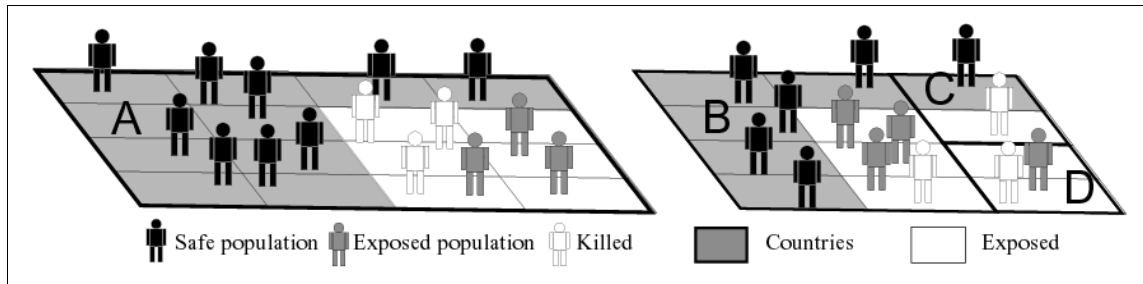 A
B
C
D
Safe population
Exposed population
Killed
Countries
Exposed